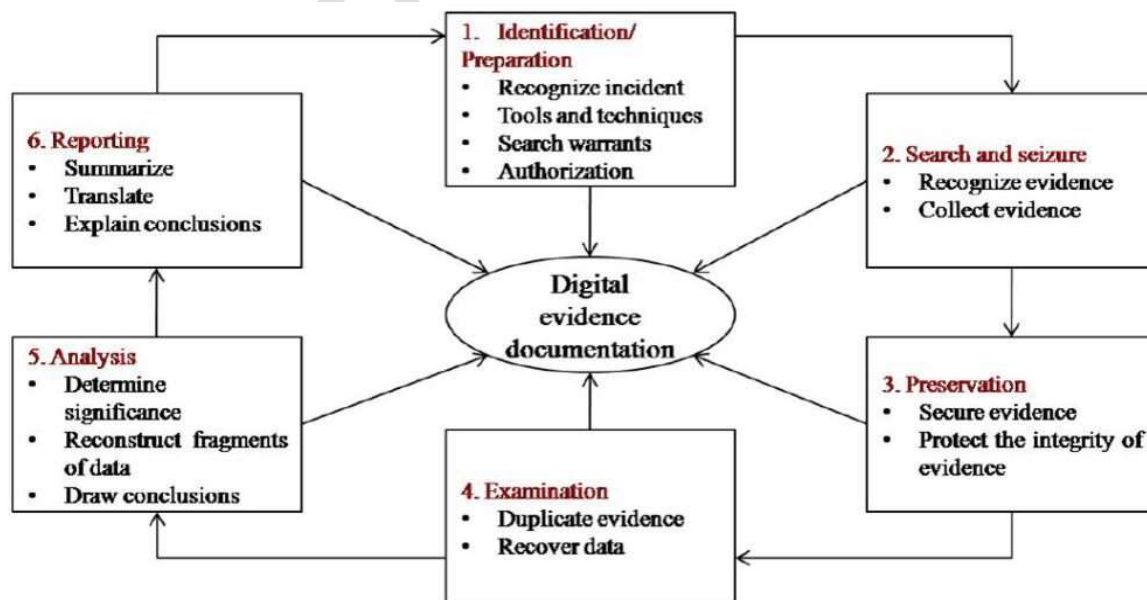 1. Identification/
Preparation
• Recognize incident
• Tools and techniques
• Search warrants
• Authorization
6. Reporting
• Summarize
• Translate
• Explain conclusions
2. Search and seizure
• Recognize evidence
• Collect evidence
Digital
evidence
documentation
5. Analysis
• Determine
significance
• Reconstruct fragments
of data
• Draw conclusions
3. Preservation
• Secure evidence
• Protect the integrity of
evidence
4. Examination
• Duplicate evidence
• Recover data